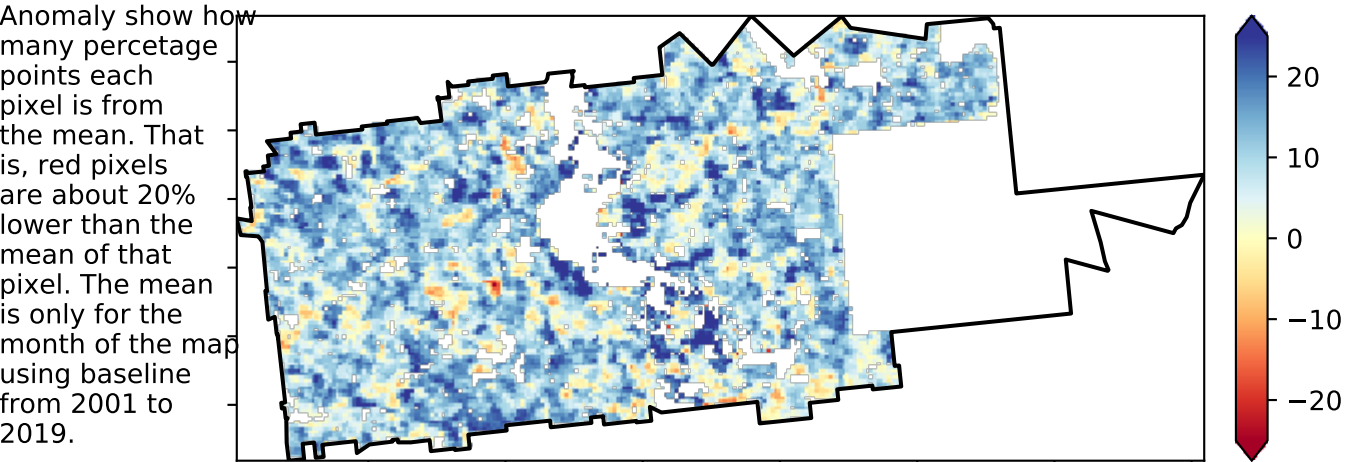 Anomaly show how
many percetage
points each
pixel is from
the mean. That
is, red pixels
are about 20%
lower than the
mean of that
pixel. The mean
is only for the
month of the map
using baseline
from 2001 to
2019.
20
10
0
−10
−20